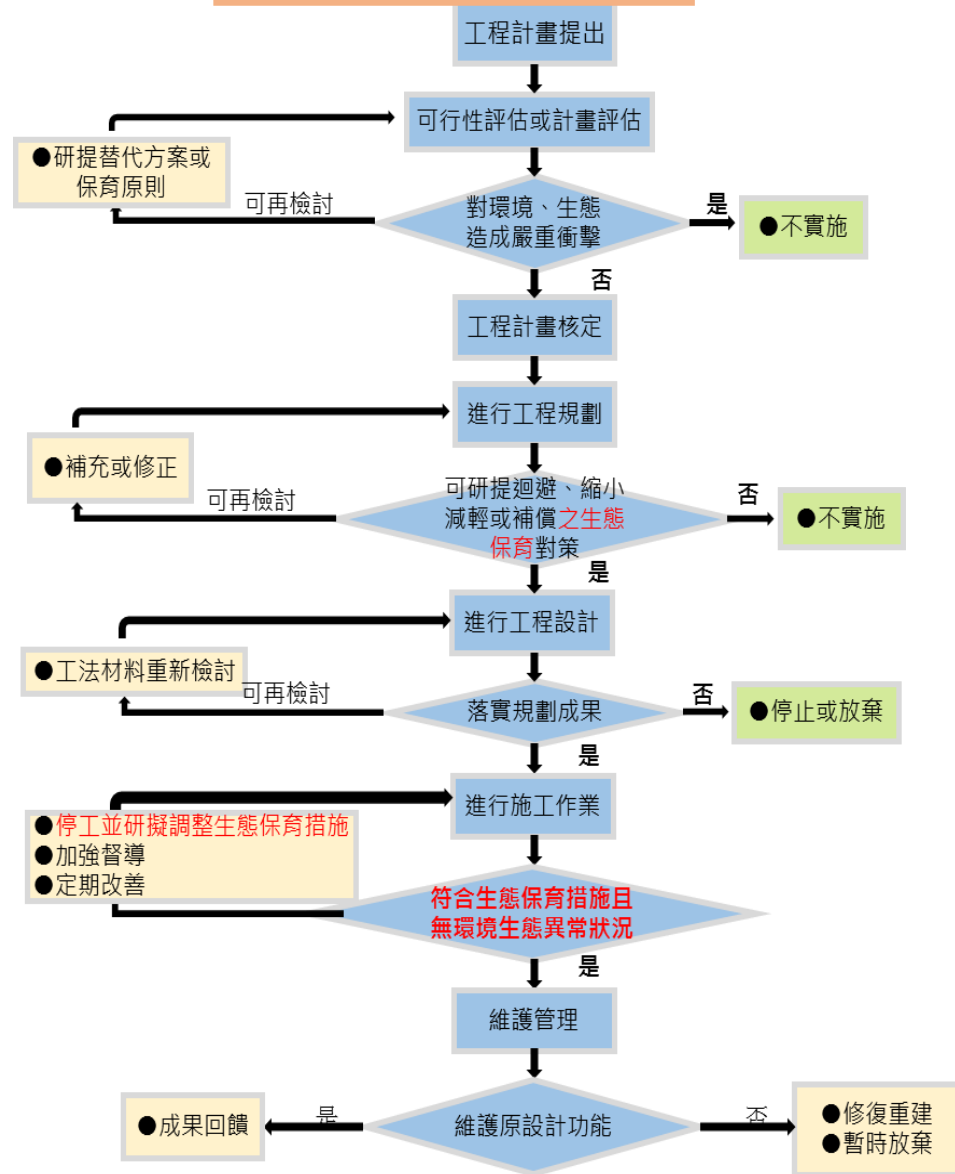 工程計畫提出
可行性評估或計畫評估
●研提替代方案或
保育原則
可再檢討
對環境、生態
造成嚴重衝擊
是
●不實施
否
工程計畫核定
進行工程規劃
●補充或修正
可再檢討
可研提迴避、縮小
減輕或補償之生態
保育對策
否
●不實施
是
進行工程設計
●工法材料重新檢討
可再檢討
落實規劃成果
否
●停止或放棄
是
進行施工作業
●停工並研擬調整生態保育措施
●加強督導
●定期改善
符合生態保育措施且
無環境生態異常狀況
是
維護管理
●成果回饋
是
維護原設計功能
否
●修復重建
●暫時放棄